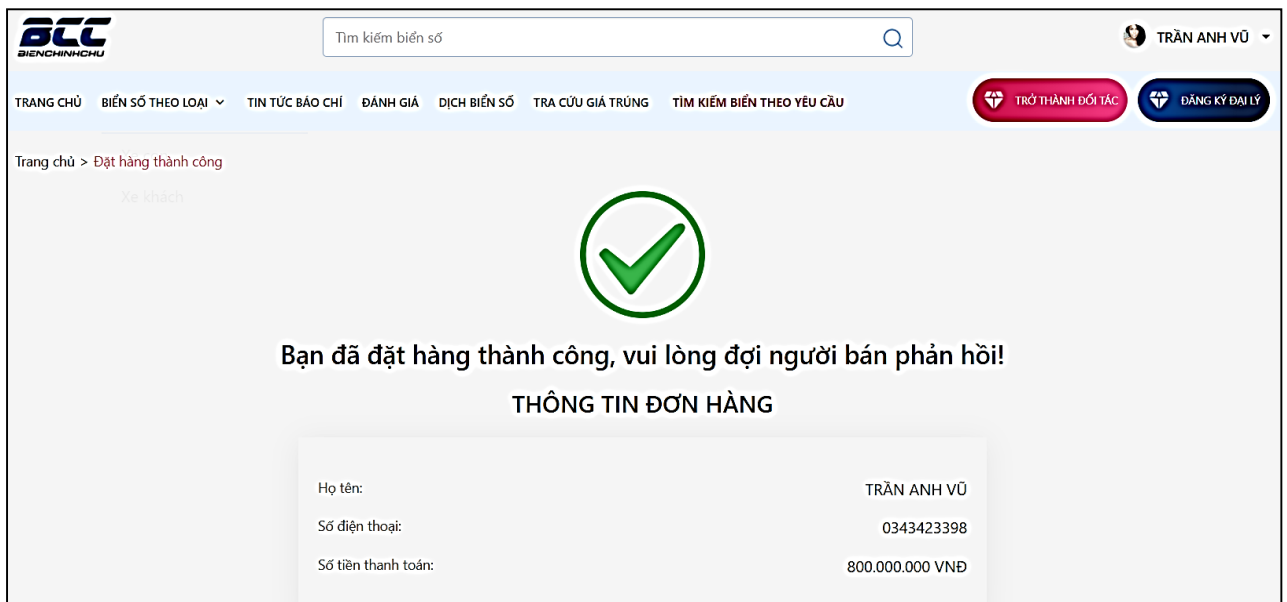 BCC
BIENCHINHCHU
Tìm kiếm biển số
TRẦN ANH VŨ
TRANG CHỦ BIỂN SỐ THEO LOẠI TIN TỨC BÁO CHÍ ĐÁNH GIÁ DỊCH BIỂN SỐ TRA CỨU GIÁ TRÚNG TÌM KIẾM BIỂN THEO YÊU CẦU TRỞ THÀNH ĐỐI TÁC ĐĂNG KÝ ĐẠI LÝ
Trang chủ > Đặt hàng thành công
Xe khách
Bạn đã đặt hàng thành công, vui lòng đợi người bán phản hồi!
THÔNG TIN ĐƠN HÀNG
Họ tên: TRẦN ANH VŨ
Số điện thoại: 0343423398
Số tiền thanh toán: 800.000.000 VNĐ